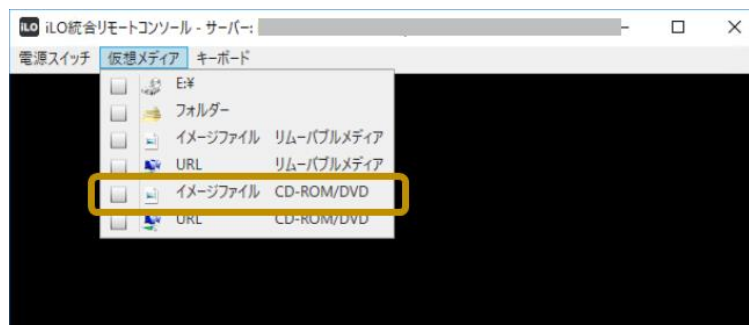 iLO iLO統合リモートコンソール - サーバー:
電源スイッチ 仮想メディア キーボード
E:¥
フォルダー
イメージファイル リムーバブルメディア
URL リムーバブルメディア
イメージファイル CD-ROM/DVD
URL CD-ROM/DVD